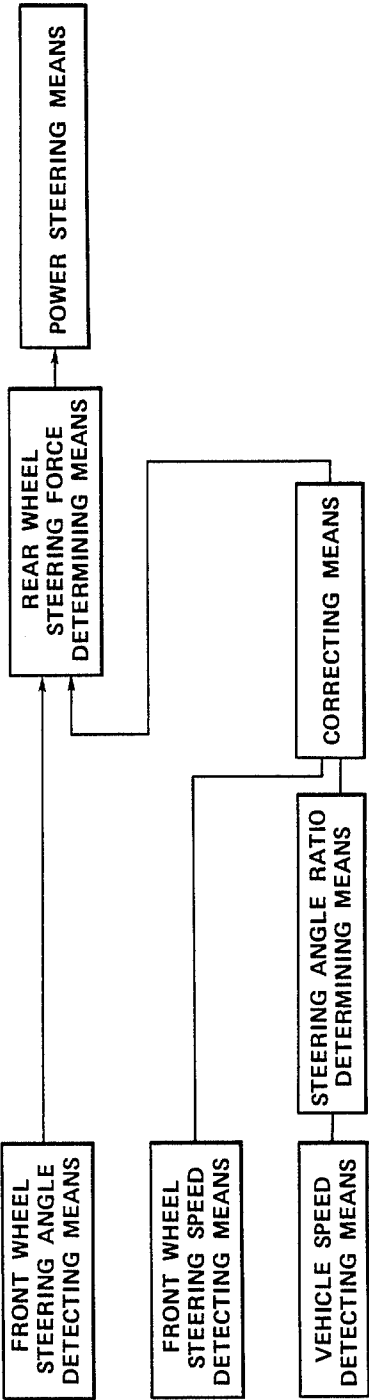 FRONT WHEEL
STEERING ANGLE
DETECTING MEANS
REAR WHEEL
STEERING FORCE
DETERMINING MEANS
POWER STEERING MEANS
FRONT WHEEL
STEERING SPEED
DETECTING MEANS
VEHICLE SPEED
DETECTING MEANS
STEERING ANGLE RATIO
DETERMINING MEANS
CORRECTING MEANS